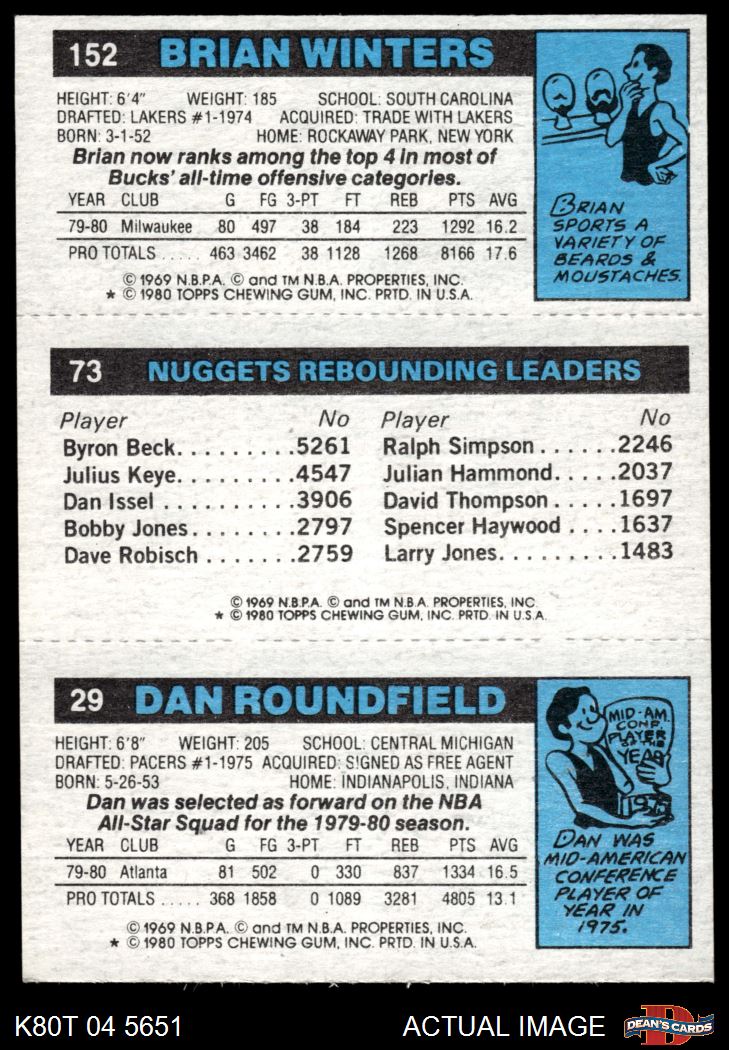 152 BRIAN WINTERS
HEIGHT: 6'4" WEIGHT: 185 SCHOOL: SOUTH CAROLINA
DRAFTED: LAKERS #1-1974 ACQUIRED: TRADE WITH LAKERS
BORN: 3-1-52 HOME: ROCKAWAY PARK, NEW YORK
Brian now ranks among the top 4 in most of
Bucks' all-time offensive categories.
YEAR CLUB G FG 3-PT FT REB PTS AVG
79-80 Milwaukee 80 497 38 184 223 1292 16.2
PRO TOTALS ..... 463 3462 38 1128 1268 8166 17.6
© 1969 N.B.P.A. © and TM N.B.A. PROPERTIES, INC.
* © 1980 TOPPS CHEWING GUM, INC. PRTD. IN U.S.A.
BRIAN
SPORTS A
VARIETY OF
BEARDS &
MOUSTACHES.
73 NUGGETS REBOUNDING LEADERS
Player No Player No
Byron Beck.........5261 Ralph Simpson......2246
Julius Keye.........4547 Julian Hammond.....2037
Dan Issel..........3906 David Thompson.....1697
Bobby Jones........2797 Spencer Haywood....1637
Dave Robisch.......2759 Larry Jones.........1483
© 1969 N.B.P.A. © and TM N.B.A. PROPERTIES, INC.
* © 1980 TOPPS CHEWING GUM, INC. PRTD. IN U.S.A.
29 DAN ROUNDFIELD
HEIGHT: 6'8" WEIGHT: 205 SCHOOL: CENTRAL MICHIGAN
DRAFTED: PACERS #1-1975 ACQUIRED: SIGNED AS FREE AGENT
BORN: 5-26-53 HOME: INDIANAPOLIS, INDIANA
Dan was selected as forward on the NBA
All-Star Squad for the 1979-80 season.
YEAR CLUB G FG 3-PT FT REB PTS AVG
79-80 Atlanta 81 502 0 330 837 1334 16.5
PRO TOTALS ..... 368 1858 0 1089 3281 4805 13.1
© 1969 N.B.P.A. © and TM N.B.A. PROPERTIES, INC.
* © 1980 TOPPS CHEWING GUM, INC. PRTD. IN U.S.A.
MID-AM.
CONF.
PLAYER
OF THE
YEAR
1975
DAN WAS
MID-AMERICAN
CONFERENCE
PLAYER OF
YEAR IN
1975.
K80T 04 5651 ACTUAL IMAGE
D
DEAN'S CARDS